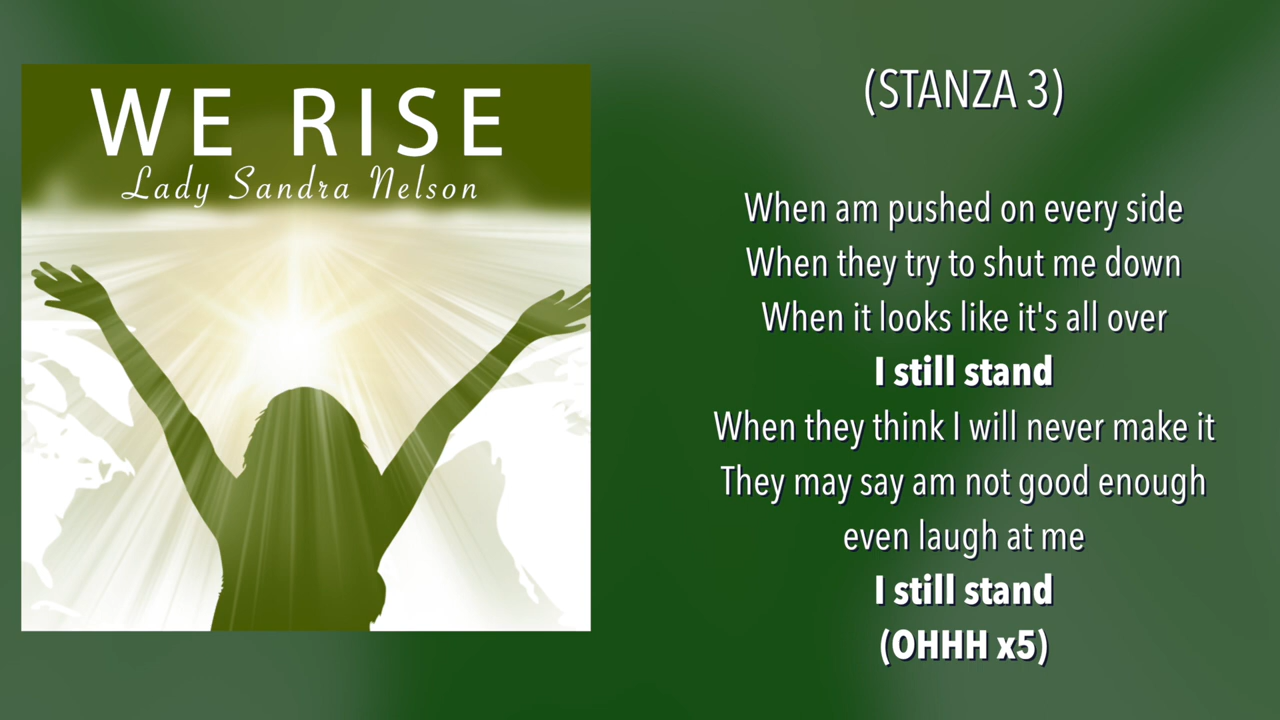 WE RISE
Lady Sandra Nelson
(STANZA 3)
When am pushed on every side
When they try to shut me down
When it looks like it's all over
I still stand
When they think I will never make it
They may say am not good enough
even laugh at me
I still stand
(OHHH x5)